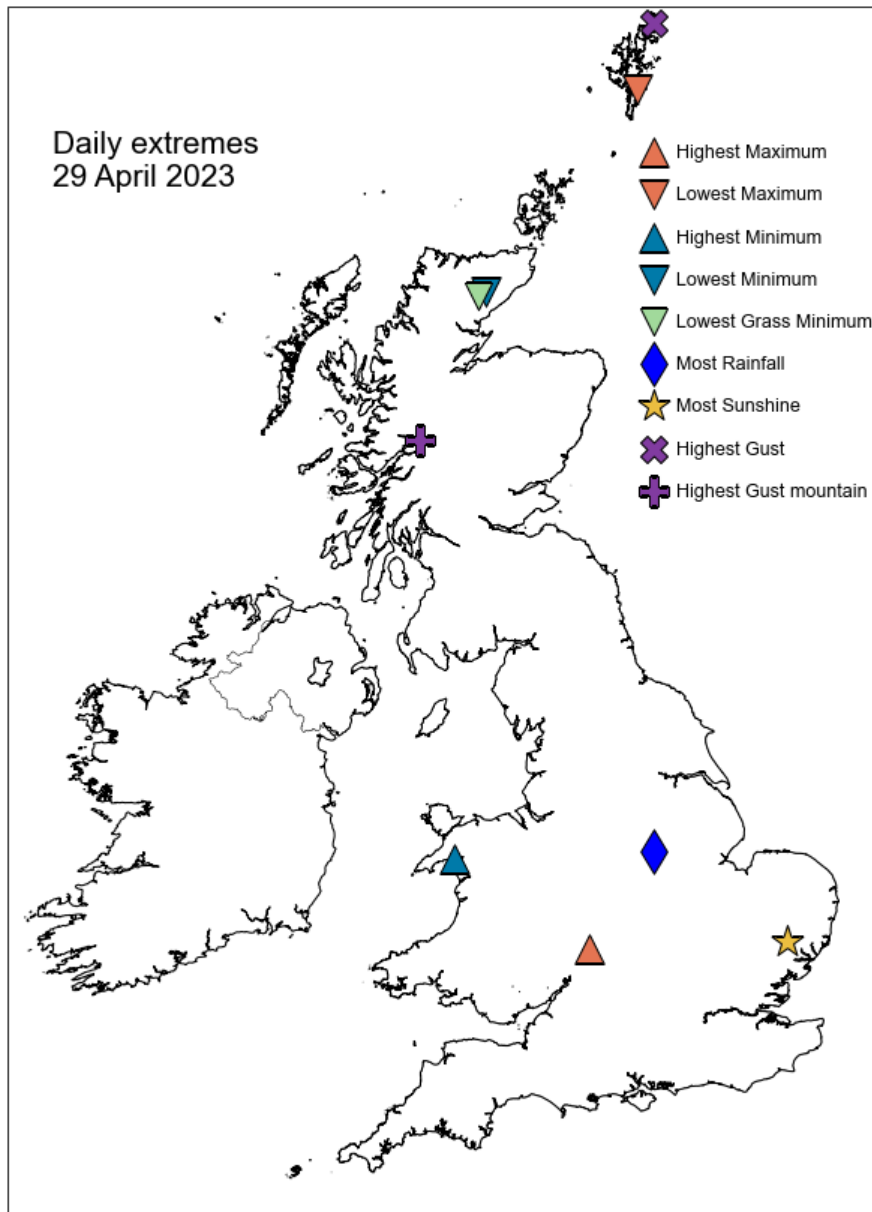 Daily extremes
29 April 2023
Highest Maximum
Lowest Maximum
Highest Minimum
Lowest Minimum
Lowest Grass Minimum
Most Rainfall
Most Sunshine
Highest Gust
Highest Gust mountain